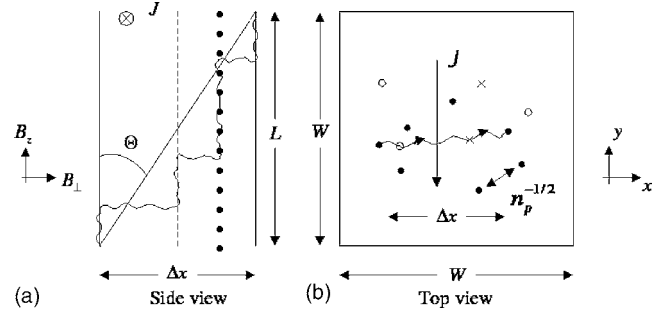 J
Θ
B_z
B_⊥
L
Δx
(a)
Side view
W
J
n_p^{-1/2}
Δx
y
x
W
(b)
Top view